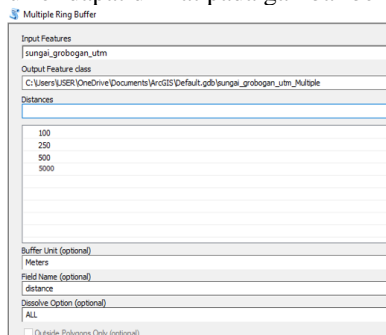 Multiple Ring Buffer
Input Features
sungai_grobogan_utm
Output Feature class
C:\Users\USER\OneDrive\Documents\ArcGIS\Default.gdb\sungai_grobogan_utm_Multiple
Distances
100
250
500
5000
Buffer Unit (optional)
Meters
Field Name (optional)
distance
Dissolve Option (optional)
ALL
Outside Polygons Only (optional)